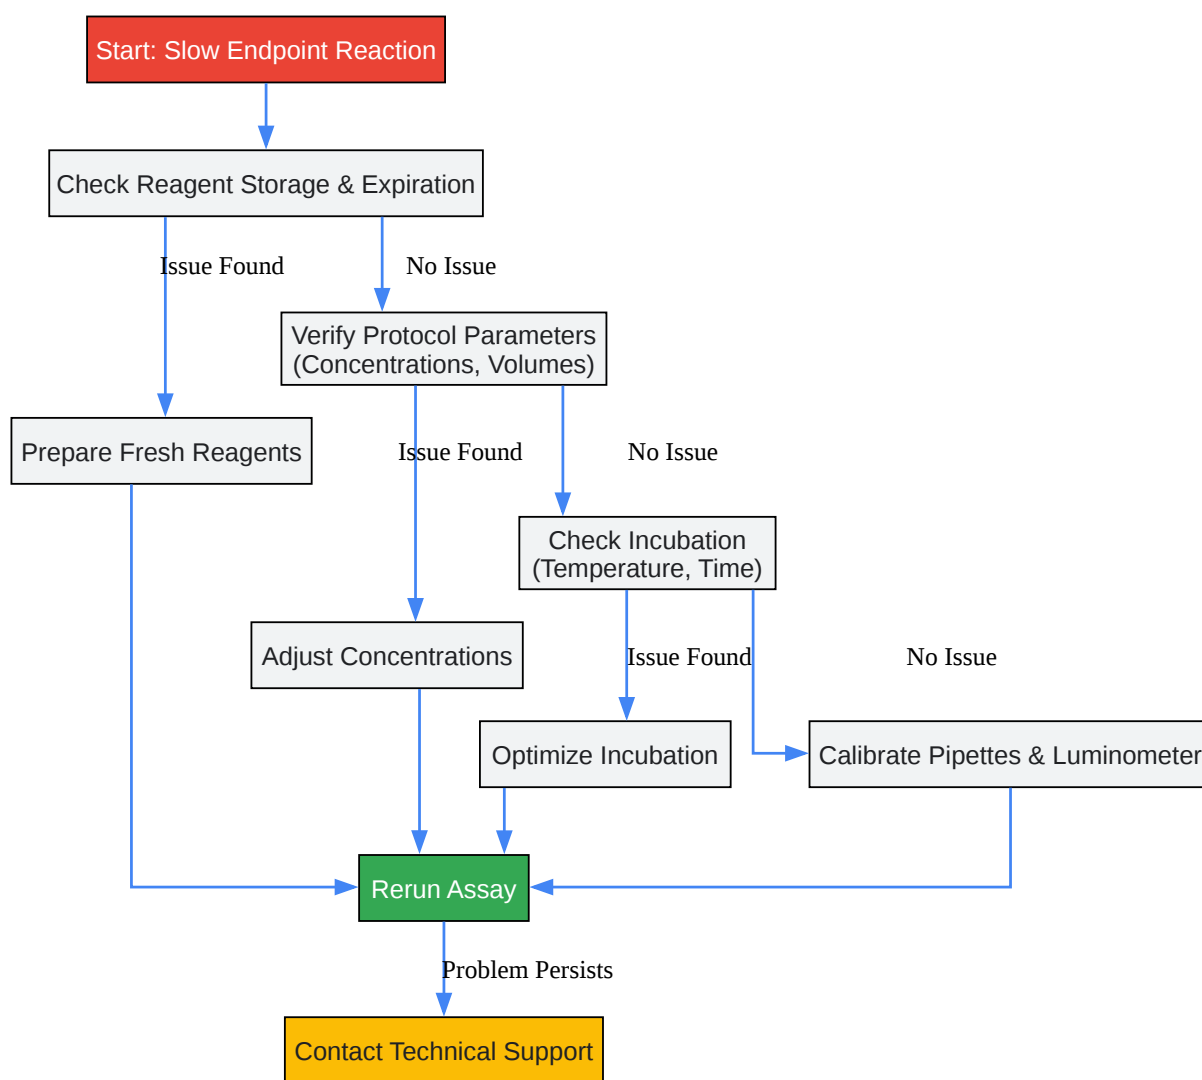 Start: Slow Endpoint Reaction
Check Reagent Storage & Expiration
Issue Found
No Issue
Verify Protocol Parameters
(Concentrations, Volumes)
Prepare Fresh Reagents
Issue Found
No Issue
Check Incubation
(Temperature, Time)
Adjust Concentrations
Issue Found
No Issue
Optimize Incubation
Calibrate Pipettes & Luminometer
Rerun Assay
Problem Persists
Contact Technical Support